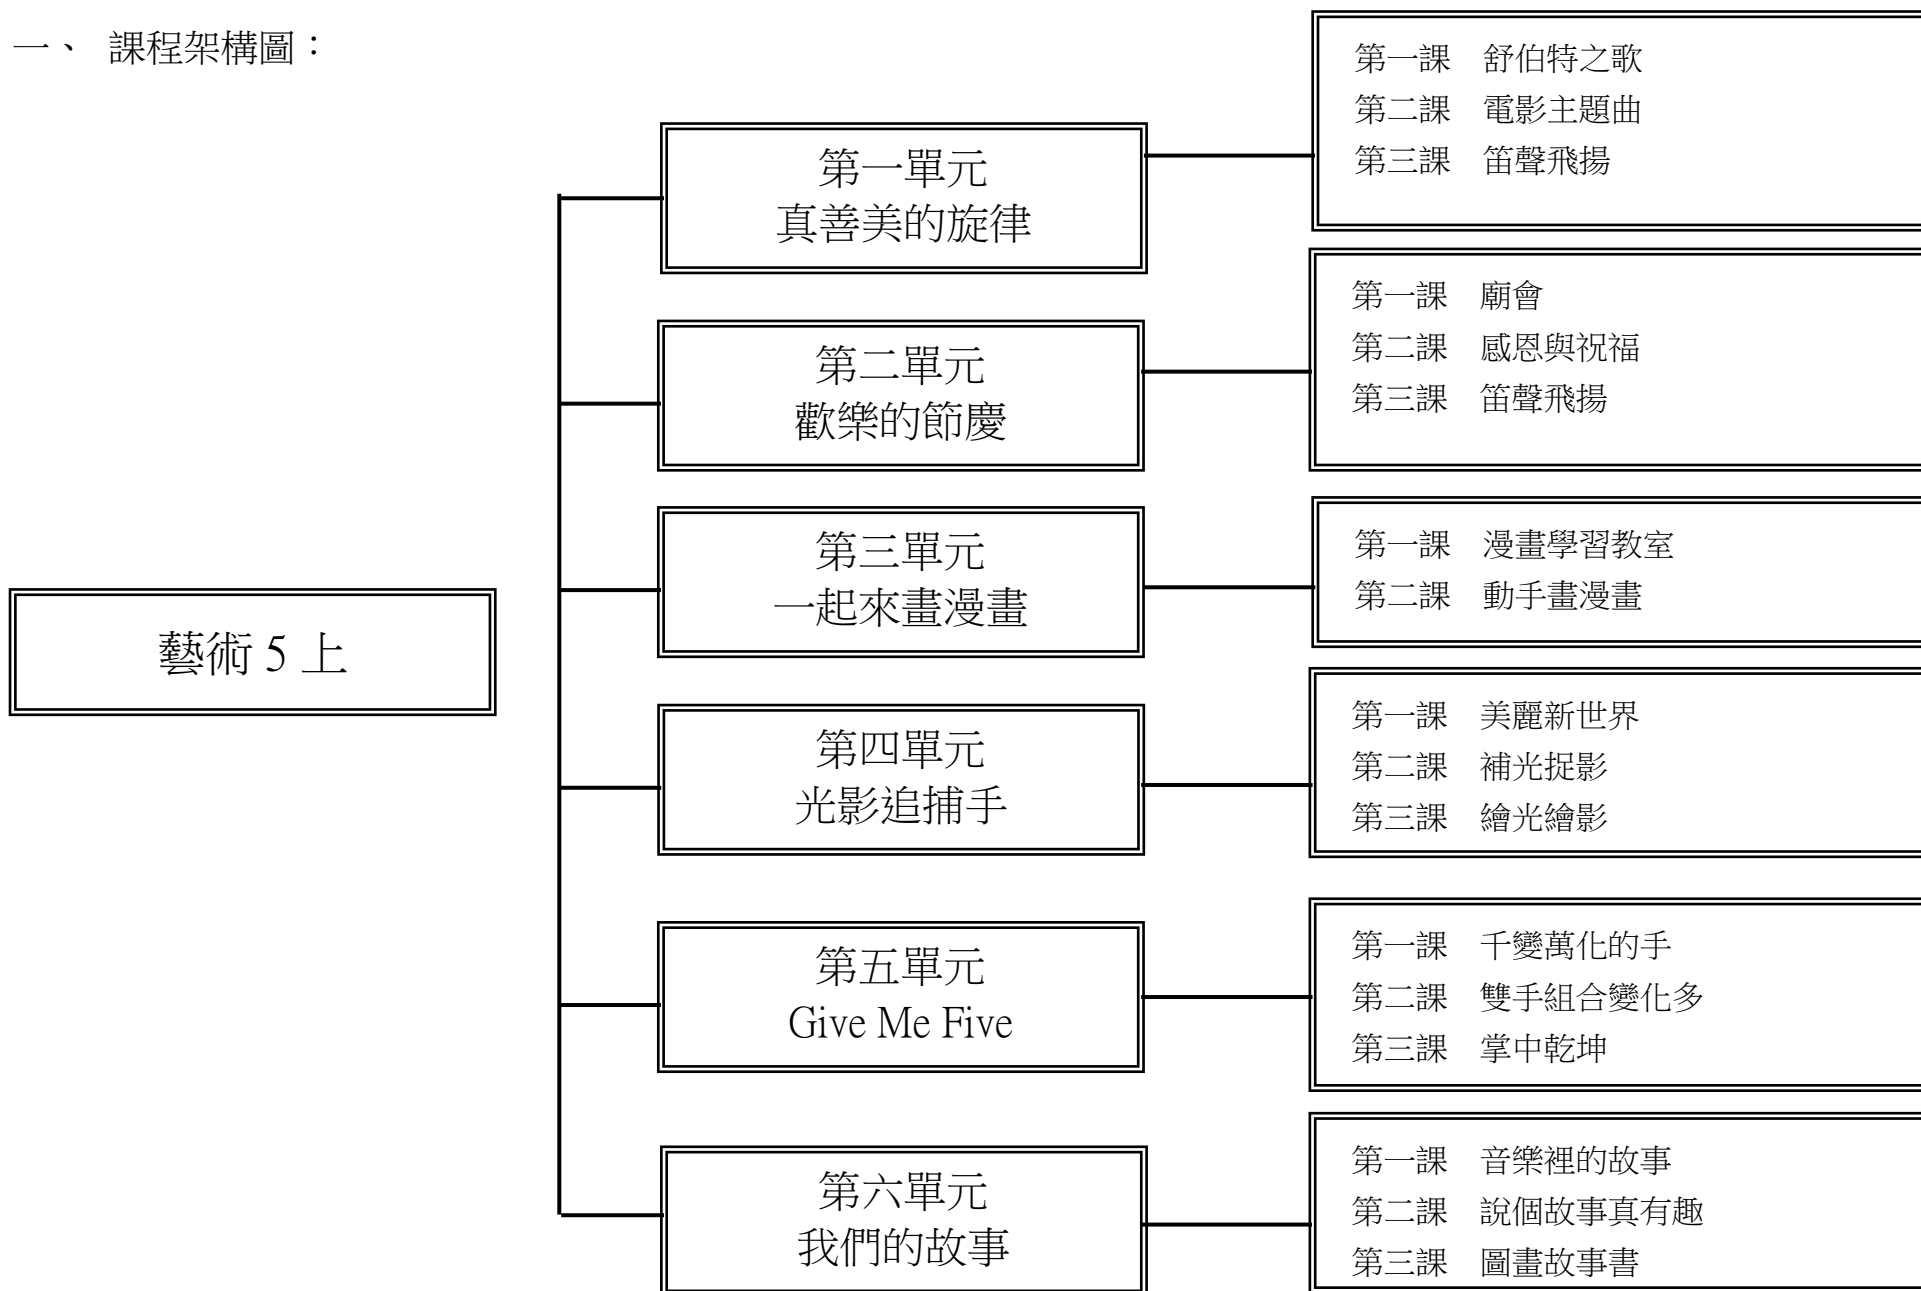 一、 課程架構圖：
藝術 5 上
第一單元
真善美的旋律
第一課　舒伯特之歌
第二課　電影主題曲
第三課　笛聲飛揚
第二單元
歡樂的節慶
第一課　廟會
第二課　感恩與祝福
第三課　笛聲飛揚
第三單元
一起來畫漫畫
第一課　漫畫學習教室
第二課　動手畫漫畫
第四單元
光影追捕手
第一課　美麗新世界
第二課　補光捉影
第三課　繪光繪影
第五單元
Give Me Five
第一課　千變萬化的手
第二課　雙手組合變化多
第三課　掌中乾坤
第六單元
我們的故事
第一課　音樂裡的故事
第二課　說個故事真有趣
第三課　圖畫故事書